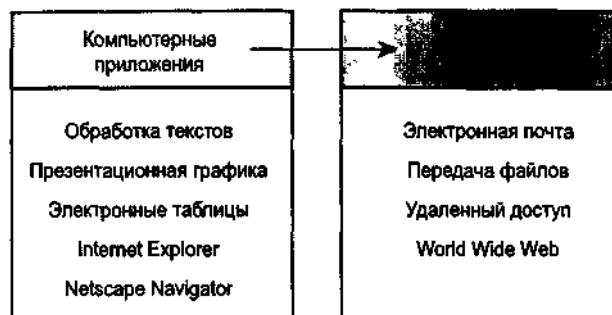 Компьютерные
приложения
Обработка текстов
Презентационная графика
Электронные таблицы
Internet Explorer
Netscape Navigator
Электронная почта
Передача файлов
Удаленный доступ
World Wide Web